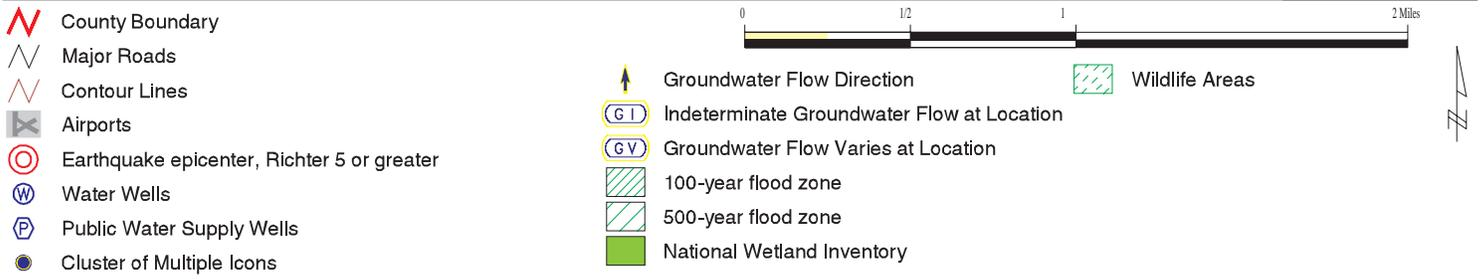 County Boundary
Major Roads
Contour Lines
Airports
Earthquake epicenter, Richter 5 or greater
W Water Wells
P Public Water Supply Wells
Cluster of Multiple Icons
0 1/2 1 2 Miles
Groundwater Flow Direction
G I Indeterminate Groundwater Flow at Location
G V Groundwater Flow Varies at Location
100-year flood zone
500-year flood zone
National Wetland Inventory
Wildlife Areas